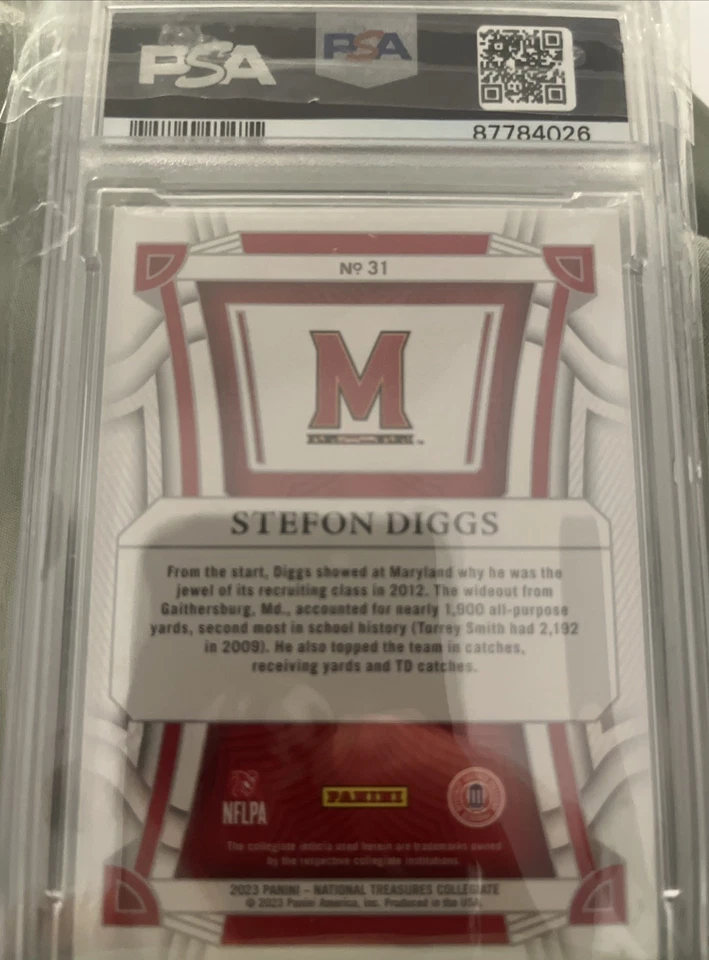 PSA PSA
87784026
Nº 31
M
STEFON DIGGS
From the start, Diggs showed at Maryland why he was the
jewel of its recruiting class in 2012. The wideout from
Gaithersburg, Md., accounted for nearly 1,900 all-purpose
yards, second most in school history (Torrey Smith had 2,192
in 2009). He also topped the team in catches,
receiving yards and TD catches.
NFLPA PANINI
The collegiate indicia used herein are trademarks owned
by the respective collegiate institutions.
2023 PANINI – NATIONAL TREASURES COLLEGIATE
© 2023 Panini America, Inc. Produced in the USA.